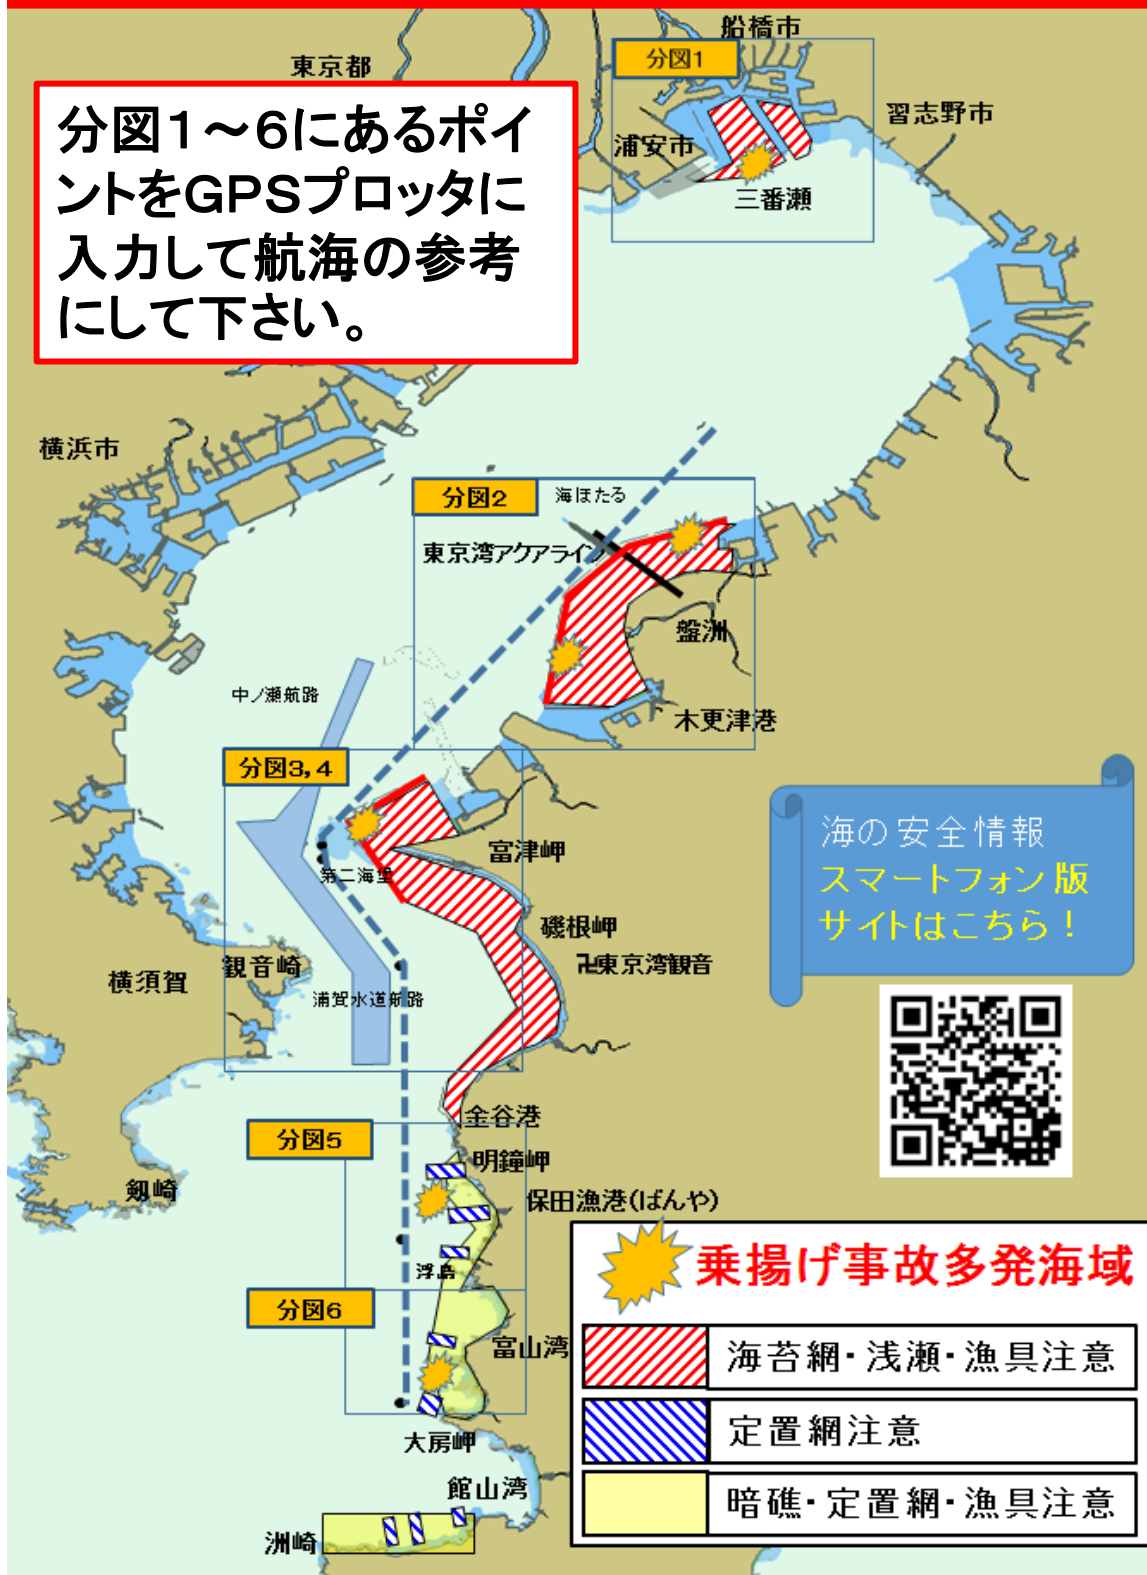 船橋市
分図1
東京都
習志野市
浦安市
三番瀬
分図1~6にあるポイ
ントをGPSプロッタに
入力して航海の参考
にして下さい。
横浜市
分図2
海ほたる
東京湾アクアライン
盤洲
木更津港
中ノ瀬航路
分図3,4
富津岬
第二海堡
磯根岬
卍東京湾観音
観音崎
横須賀
浦賀水道航路
海の安全情報
スマートフォン版
サイトはこちら!
金谷港
分図5
明鐘岬
剱崎
保田漁港(ばんや)
浮島
分図6
富山湾
大房岬
館山湾
洲崎
乗揚げ事故多発海域
海苔網・浅瀬・漁具注意
定置網注意
暗礁・定置網・漁具注意